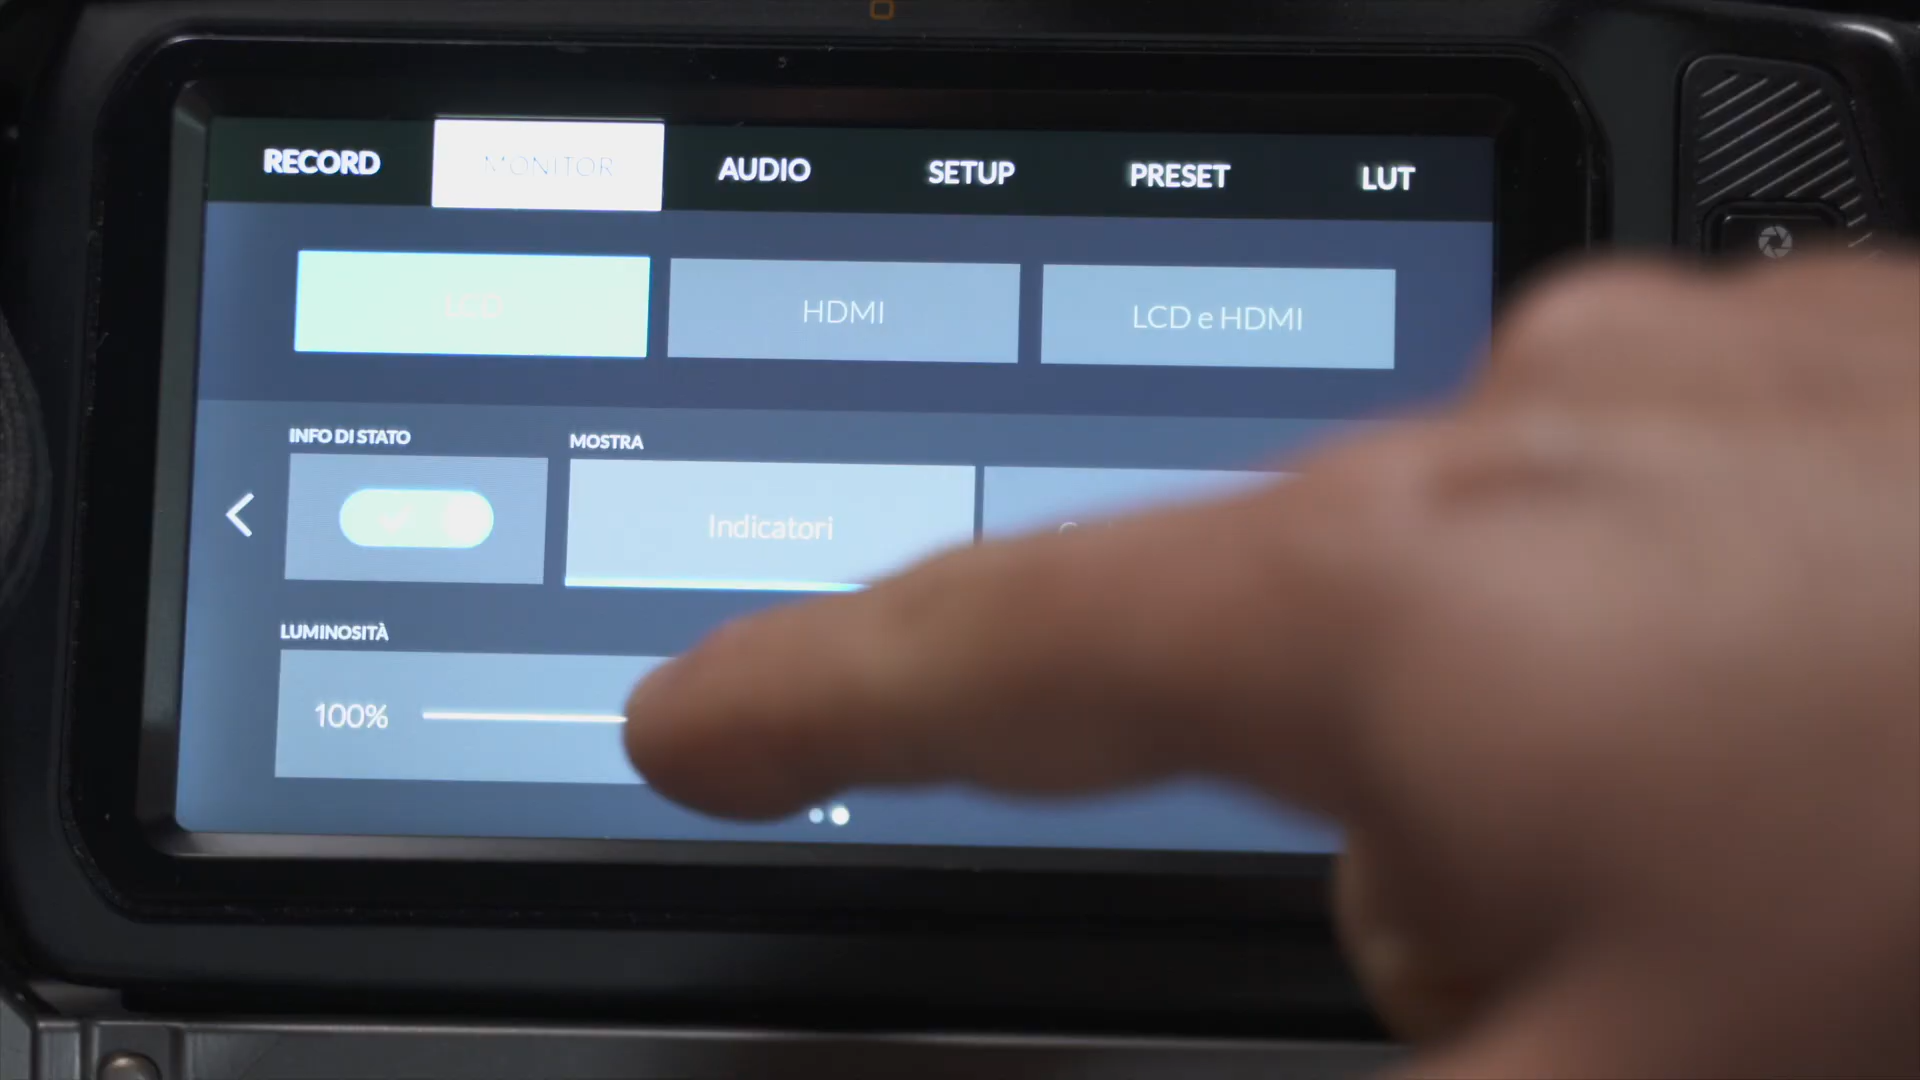 RECORD MONITOR AUDIO SETUP PRESET LUT
LCD HDMI LCD e HDMI
INFO DI STATO MOSTRA
Indicatori
LUMINOSITÀ
100%